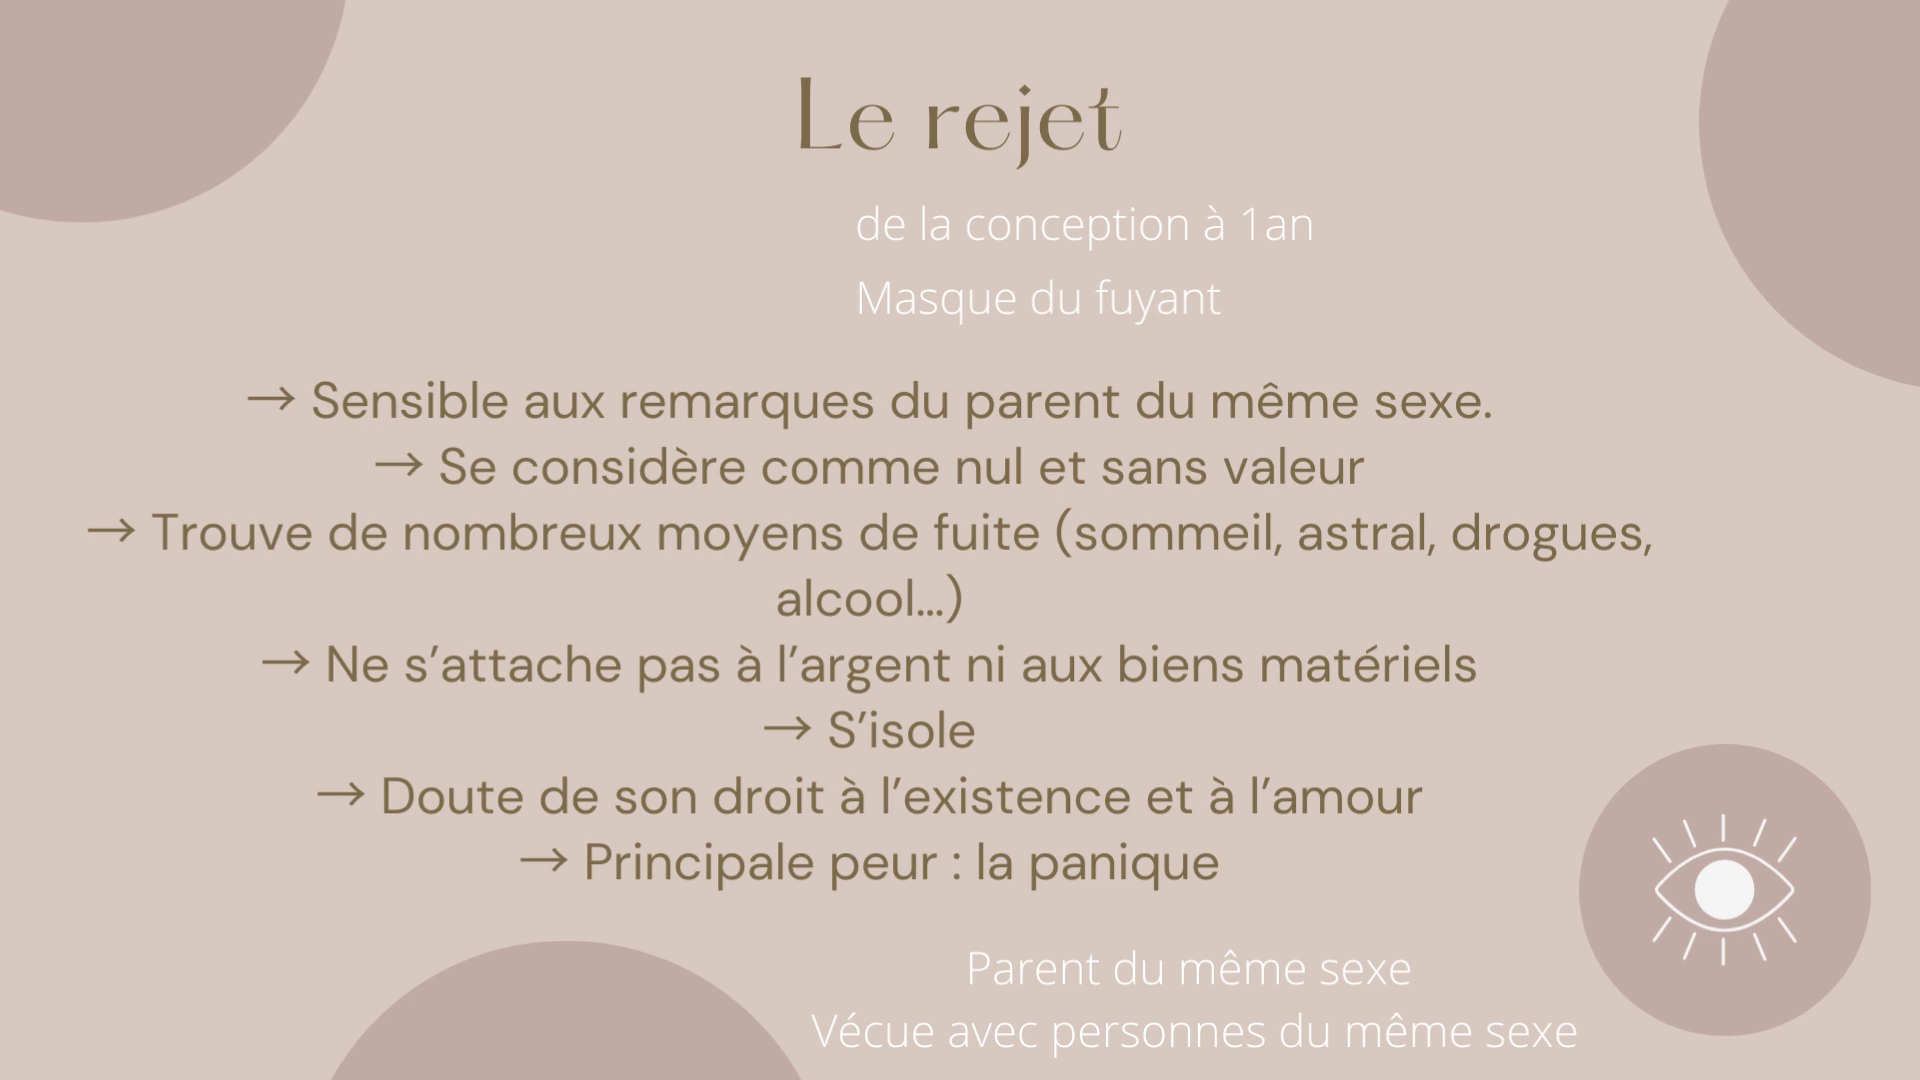 Le rejet
de la conception à 1an
Masque du fuyant
→ Sensible aux remarques du parent du même sexe.
→ Se considère comme nul et sans valeur
→ Trouve de nombreux moyens de fuite (sommeil, astral, drogues,
alcool...)
→ Ne s’attache pas à l’argent ni aux biens matériels
→ S’isole
→ Doute de son droit à l’existence et à l’amour
→ Principale peur : la panique
Parent du même sexe
Vécue avec personnes du même sexe